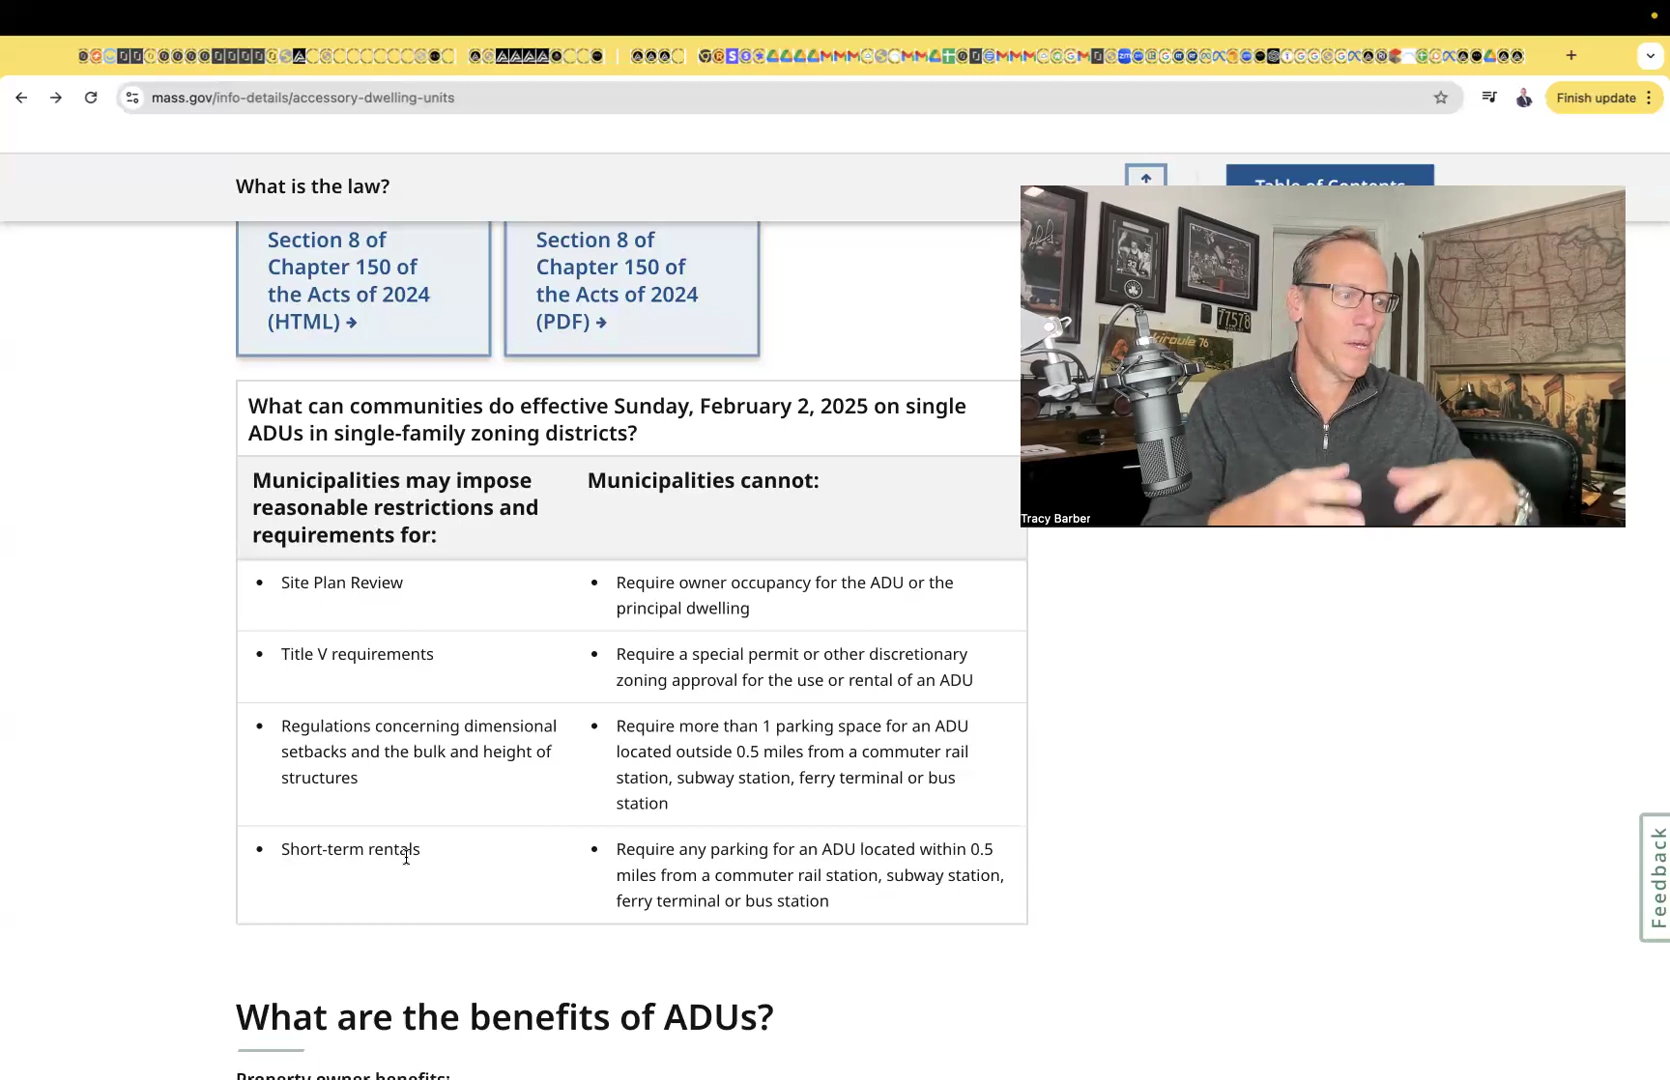 mass.gov/info-details/accessory-dwelling-units
Finish update
What is the law?
Table of Contents
Section 8 of
Chapter 150 of
the Acts of 2024
(HTML) →
Section 8 of
Chapter 150 of
the Acts of 2024
(PDF) →
77578
Tracy Barber
What can communities do effective Sunday, February 2, 2025 on single
ADUs in single-family zoning districts?
Municipalities may impose
reasonable restrictions and
requirements for:
Municipalities cannot:
• Site Plan Review
• Require owner occupancy for the ADU or the
principal dwelling
• Title V requirements
• Require a special permit or other discretionary
zoning approval for the use or rental of an ADU
• Regulations concerning dimensional
setbacks and the bulk and height of
structures
• Require more than 1 parking space for an ADU
located outside 0.5 miles from a commuter rail
station, subway station, ferry terminal or bus
station
• Short-term rentals
• Require any parking for an ADU located within 0.5
miles from a commuter rail station, subway station,
ferry terminal or bus station
Feedback
What are the benefits of ADUs?
Property owner benefits: